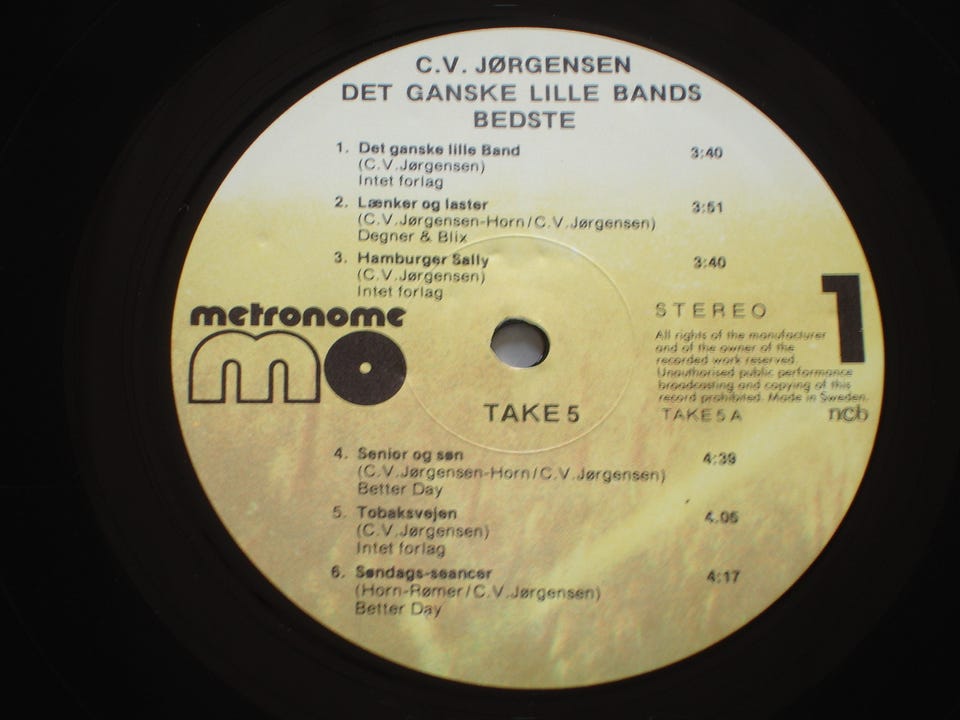 C.V. JØRGENSEN
DET GANSKE LILLE BANDS
BEDSTE
1. Det ganske lille Band 3:40
(C.V.Jørgensen)
Intet forlag
2. Lænker og laster 3:51
(C.V.Jørgensen-Horn/C.V.Jørgensen)
Degner & Blix
3. Hamburger Sally 3:40
(C.V.Jørgensen)
Intet forlag
metronome
mo
STEREO
1
All rights of the manufacturer
and of the owner of the
recorded work reserved.
Unauthorised public performance
broadcasting and copying of this
record prohibited. Made in Sweden.
TAKE 5
TAKE 5 A ncb
4. Senior og søn 4:39
(C.V.Jørgensen-Horn/C.V.Jørgensen)
Better Day
5. Tobaksvejen 4.05
(C.V.Jørgensen)
Intet forlag
6. Søndags-seancer 4:17
(Horn-Rømer/C.V.Jørgensen)
Better Day